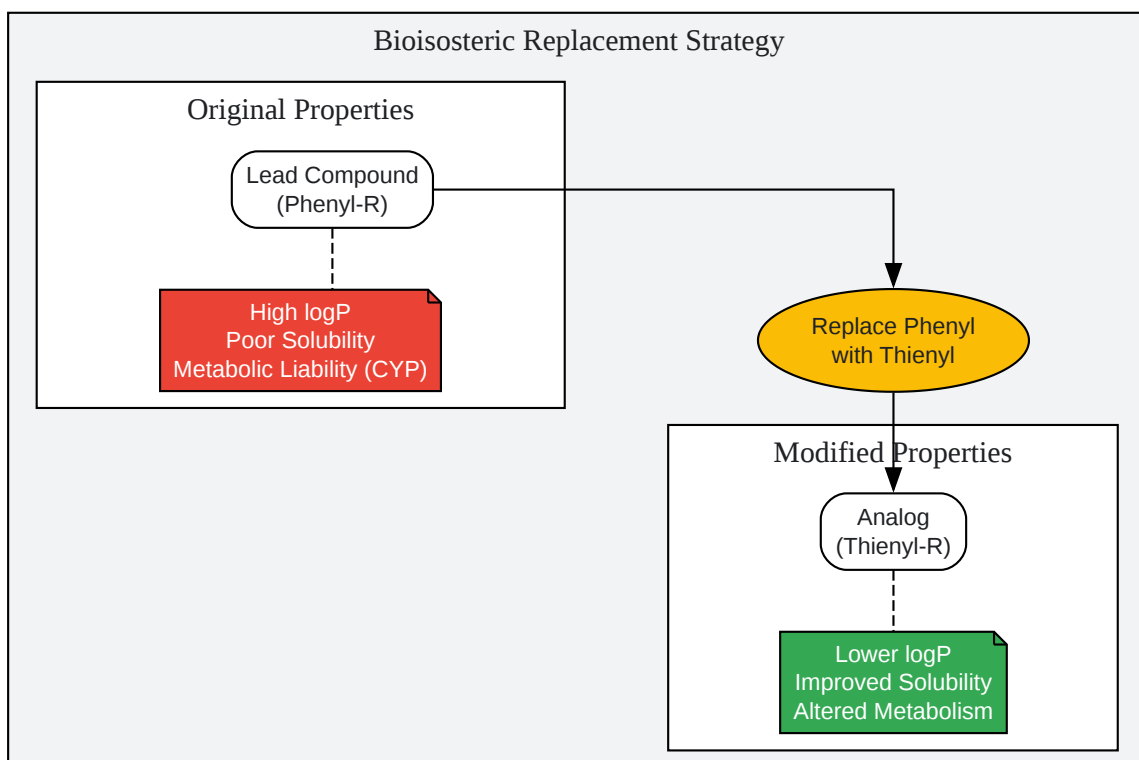 Bioisosteric Replacement Strategy
Original Properties
Lead Compound
(Phenyl-R)
High logP
Poor Solubility
Metabolic Liability (CYP)
Replace Phenyl
with Thienyl
Modified Properties
Analog
(Thienyl-R)
Lower logP
Improved Solubility
Altered Metabolism